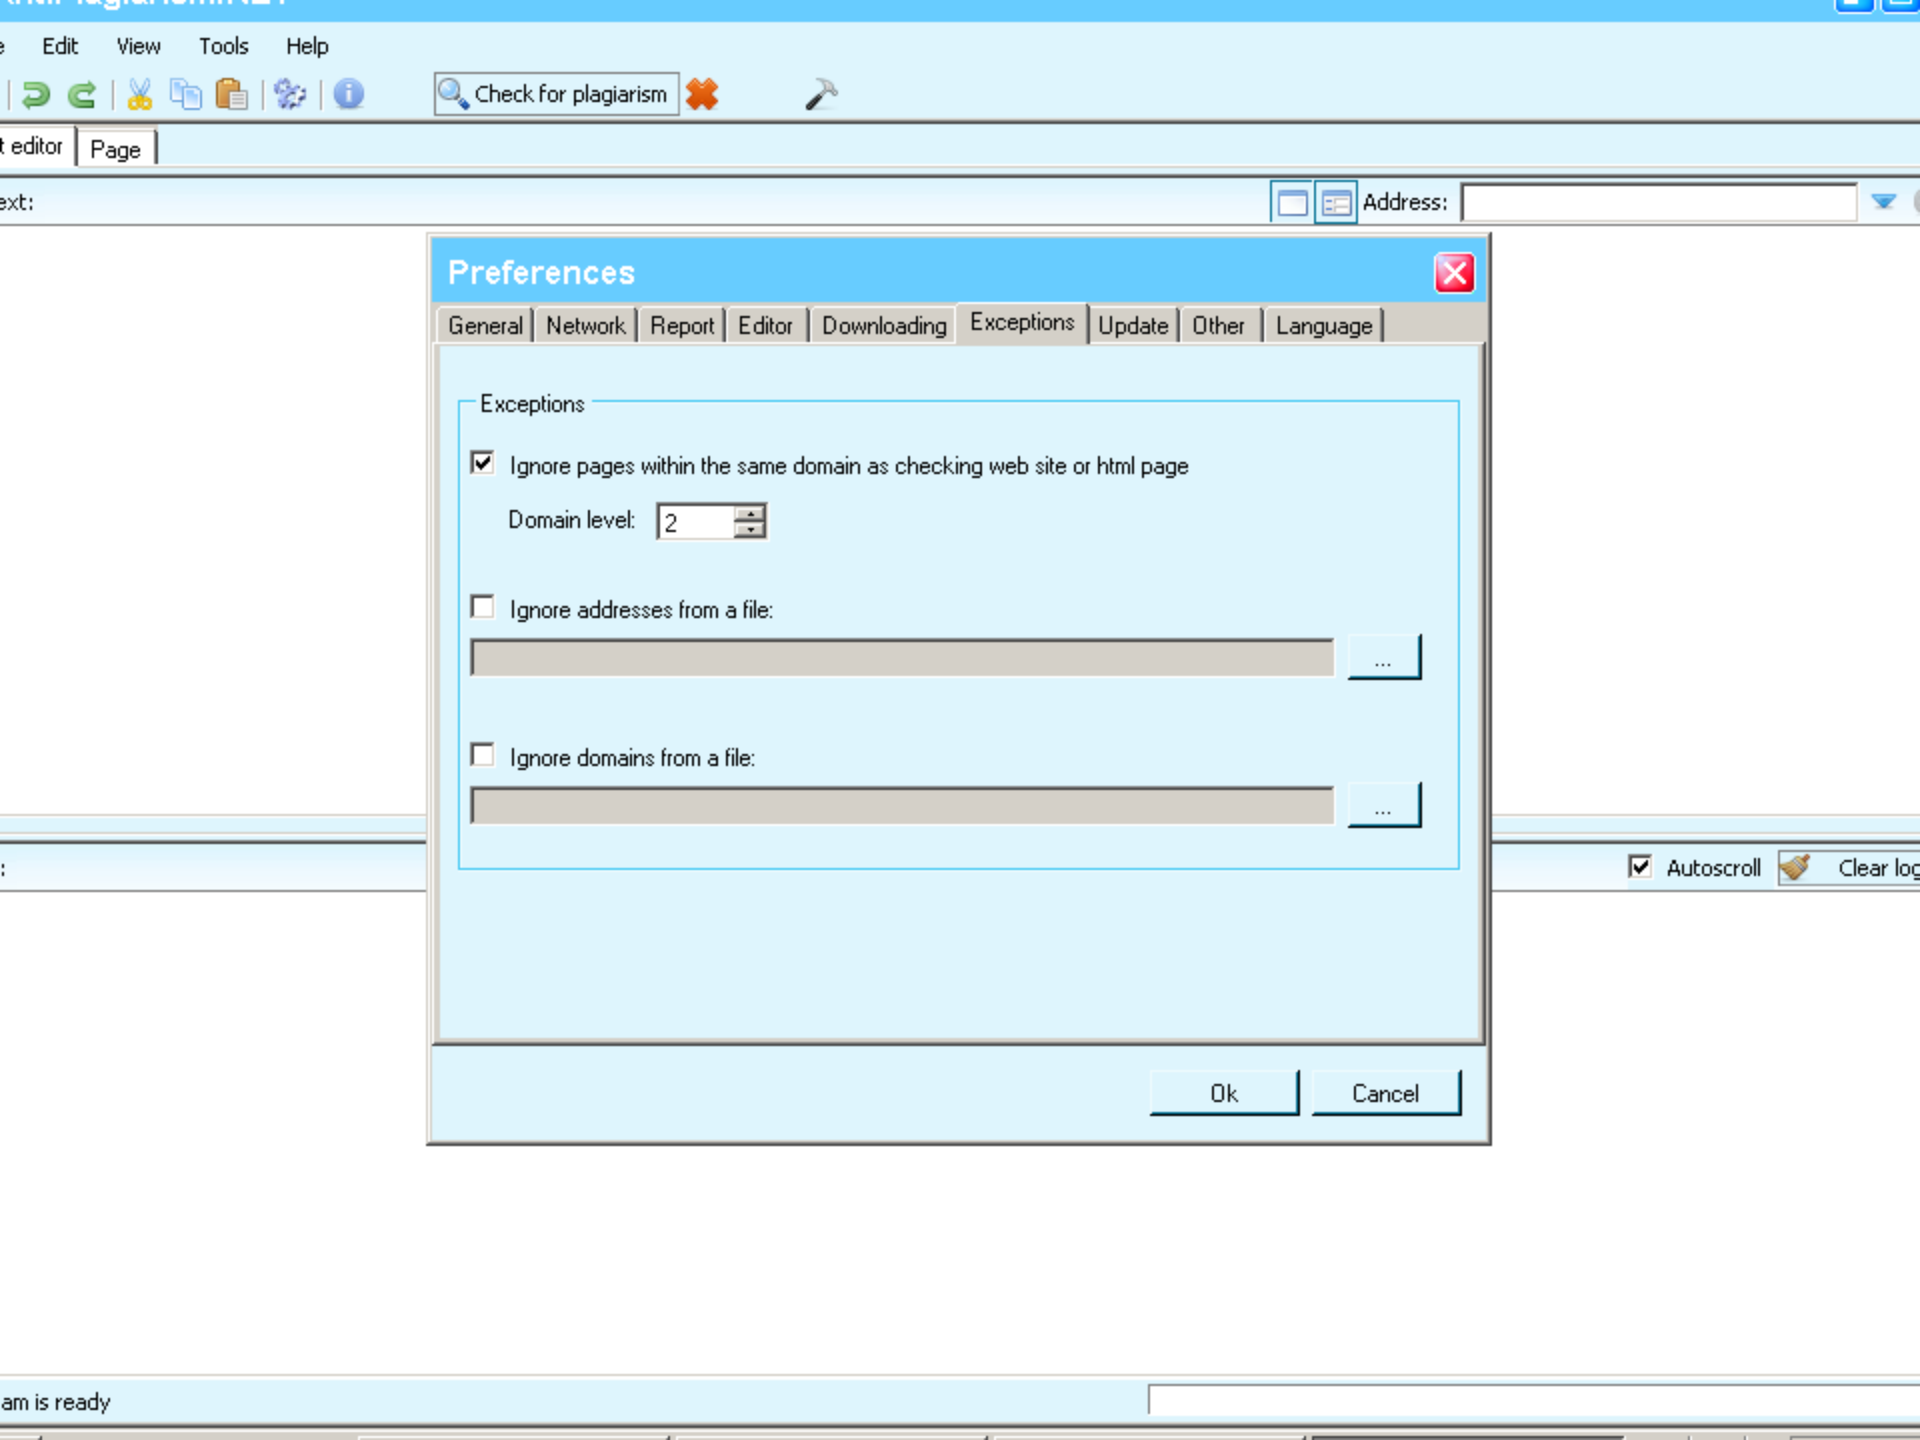 Edit View Tools Help
Check for plagiarism
editor Page
Address:
Preferences
General Network Report Editor Downloading Exceptions Update Other Language
Exceptions
Ignore pages within the same domain as checking web site or html page
Domain level: 2
Ignore addresses from a file:
...
Ignore domains from a file:
...
Autoscroll Clear log
Ok Cancel
is ready